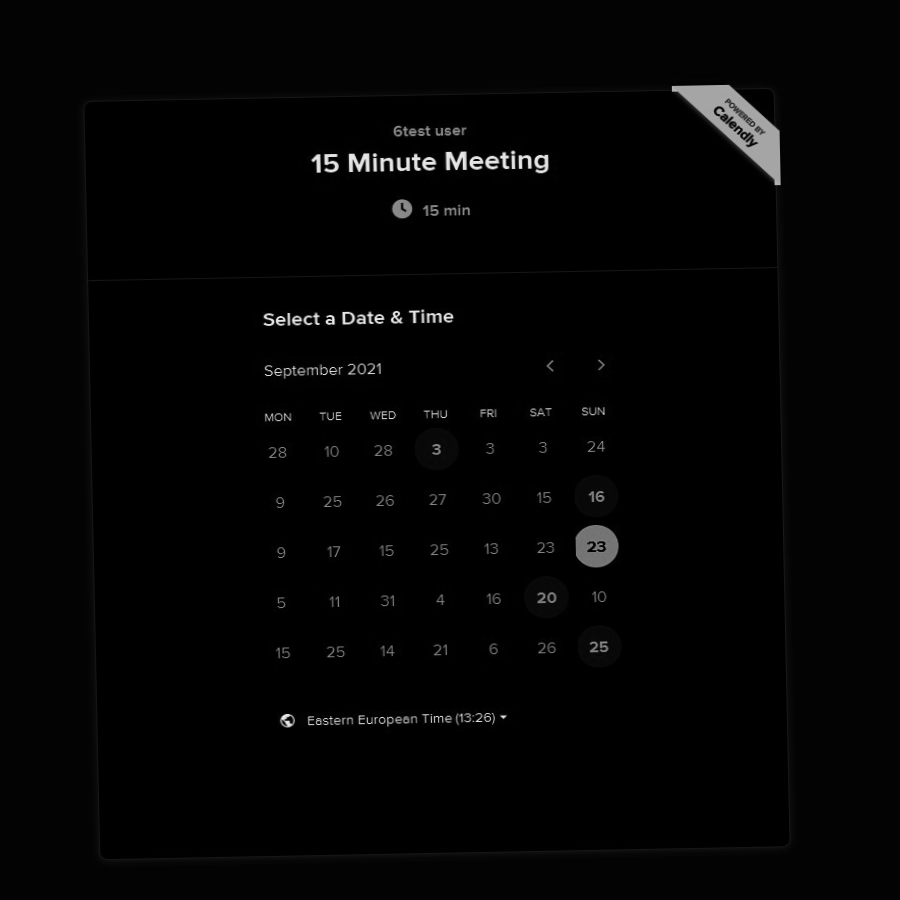 POWERED BY
Calendly
6test user
15 Minute Meeting
15 min
Select a Date & Time
September 2021
MON TUE WED THU FRI SAT SUN
28 10 28 3 3 3 24
9 25 26 27 30 15 16
9 17 15 25 13 23 23
5 11 31 4 16 20 10
15 25 14 21 6 26 25
Eastern European Time (13:26)